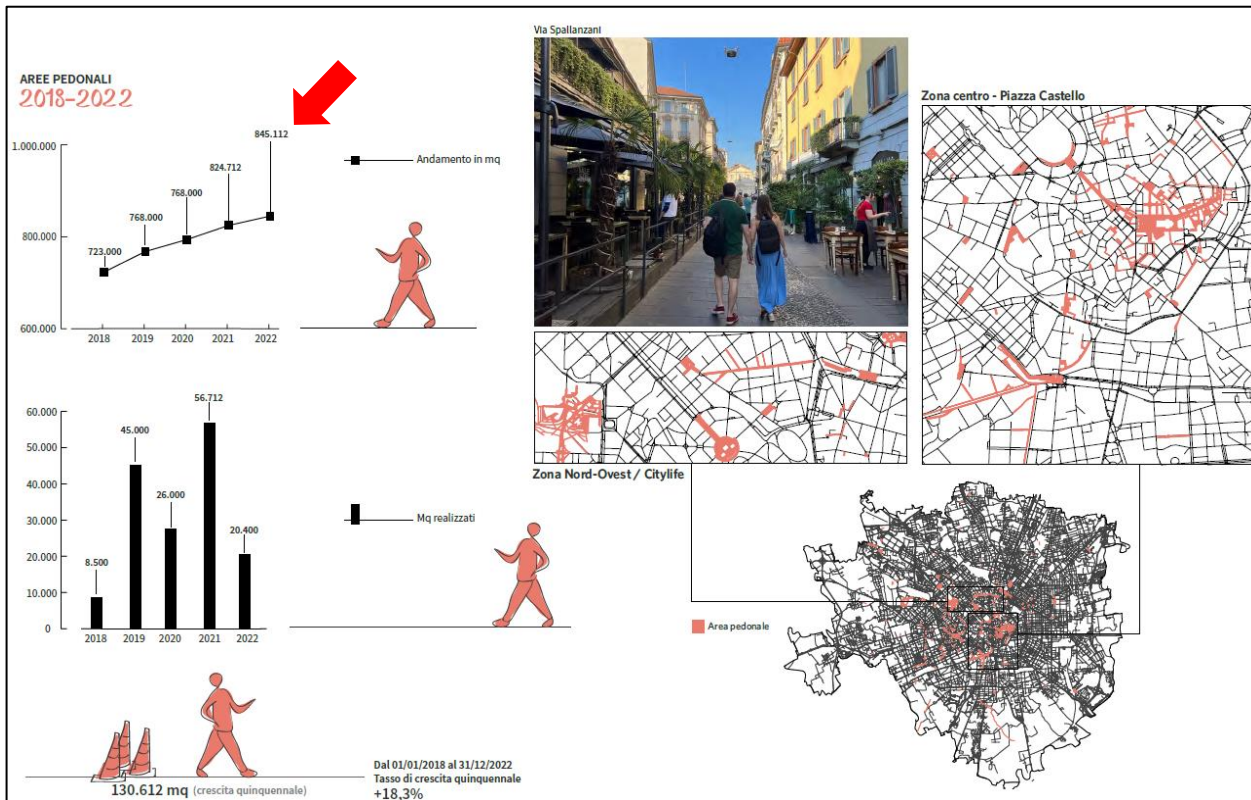 Via Spallanzani
AREE PEDONALI
2018-2022
Zona centro - Piazza Castello
845.112
1.000.000
Andamento in mq
824.712
768.000
768.000
800.000
723.000
600.000
2018 2019 2020 2021 2022
Zona Nord-Ovest / Citylife
60.000
56.712
50.000
45.000
40.000
26.000
30.000
Mq realizzati
20.400
20.000
8.500
10.000
0
2018 2019 2020 2021 2022
Area pedonale
Dal 01/01/2018 al 31/12/2022
Tasso di crescita quinquennale
130.612 mq (crescita quinquennale)
+18,3%